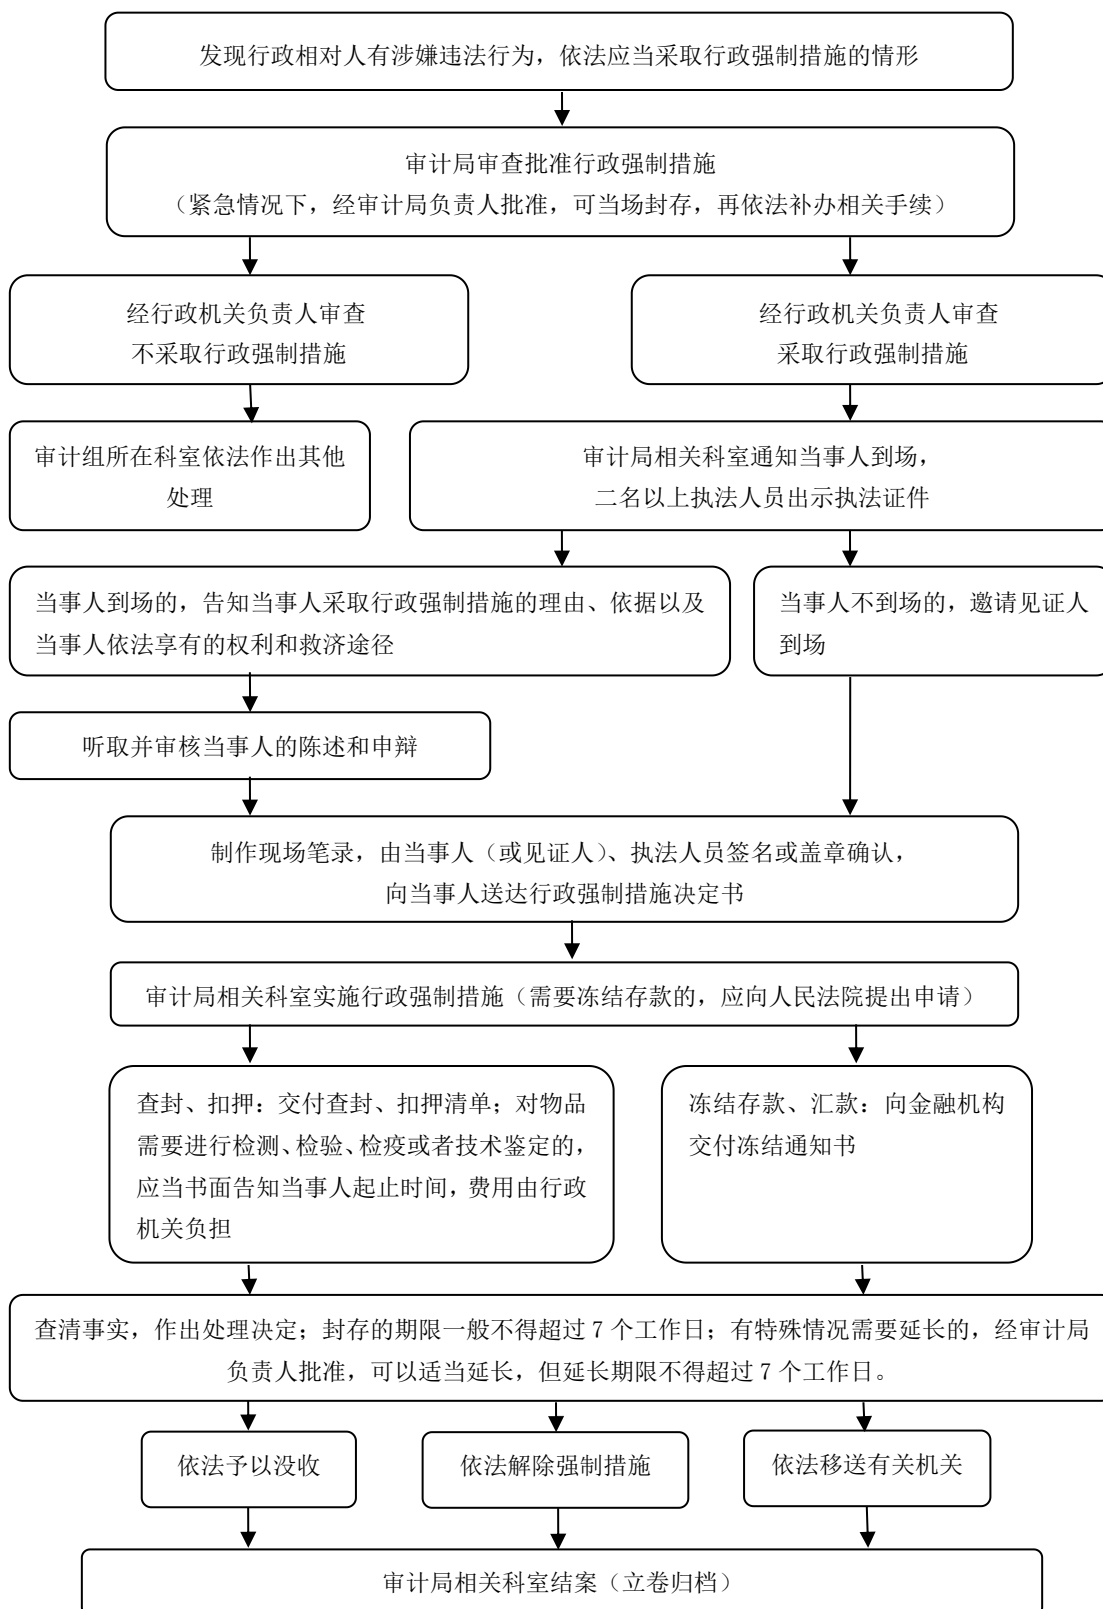 发现行政相对人有涉嫌违法行为，依法应当采取行政强制措施的情形
审计局审查批准行政强制措施
（紧急情况下，经审计局负责人批准，可当场封存，再依法补办相关手续）
经行政机关负责人审查
不采取行政强制措施
经行政机关负责人审查
采取行政强制措施
审计组所在科室依法作出其他
处理
审计局相关科室通知当事人到场，
二名以上执法人员出示执法证件
当事人到场的，告知当事人采取行政强制措施的理由、依据以及
当事人依法享有的权利和救济途径
当事人不到场的，邀请见证人
到场
听取并审核当事人的陈述和申辩
制作现场笔录，由当事人（或见证人）、执法人员签名或盖章确认，
向当事人送达行政强制措施决定书
审计局相关科室实施行政强制措施（需要冻结存款的，应向人民法院提出申请）
查封、扣押：交付查封、扣押清单；对物品
需要进行检测、检验、检疫或者技术鉴定的，
应当书面告知当事人起止时间，费用由行政
机关负担
冻结存款、汇款：向金融机构
交付冻结通知书
查清事实，作出处理决定；封存的期限一般不得超过 7 个工作日；有特殊情况需要延长的，经审计局
负责人批准，可以适当延长，但延长期限不得超过 7 个工作日。
依法予以没收
依法解除强制措施
依法移送有关机关
审计局相关科室结案（立卷归档）